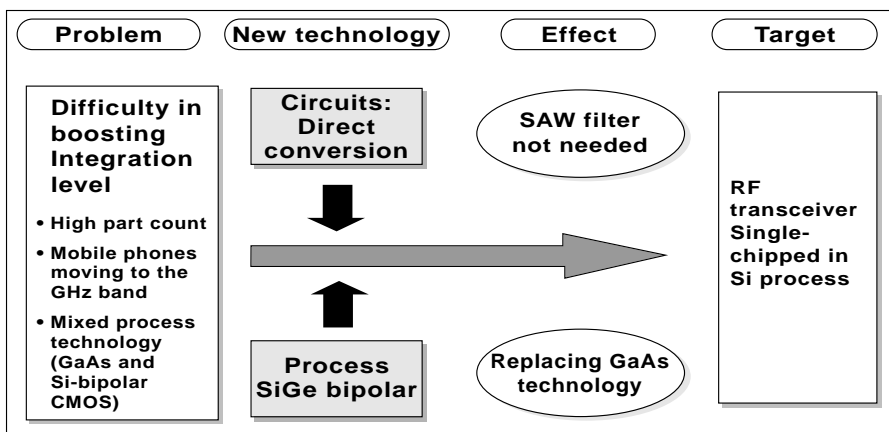 Problem
New technology
Effect
Target
Difficulty in
boosting
Integration
level
• High part count
• Mobile phones
moving to the
GHz band
• Mixed process
technology
(GaAs and
Si-bipolar
CMOS)
Circuits:
Direct
conversion
Process
SiGe bipolar
SAW filter
not needed
Replacing GaAs
technology
RF
transceiver
Single-
chipped in
Si process